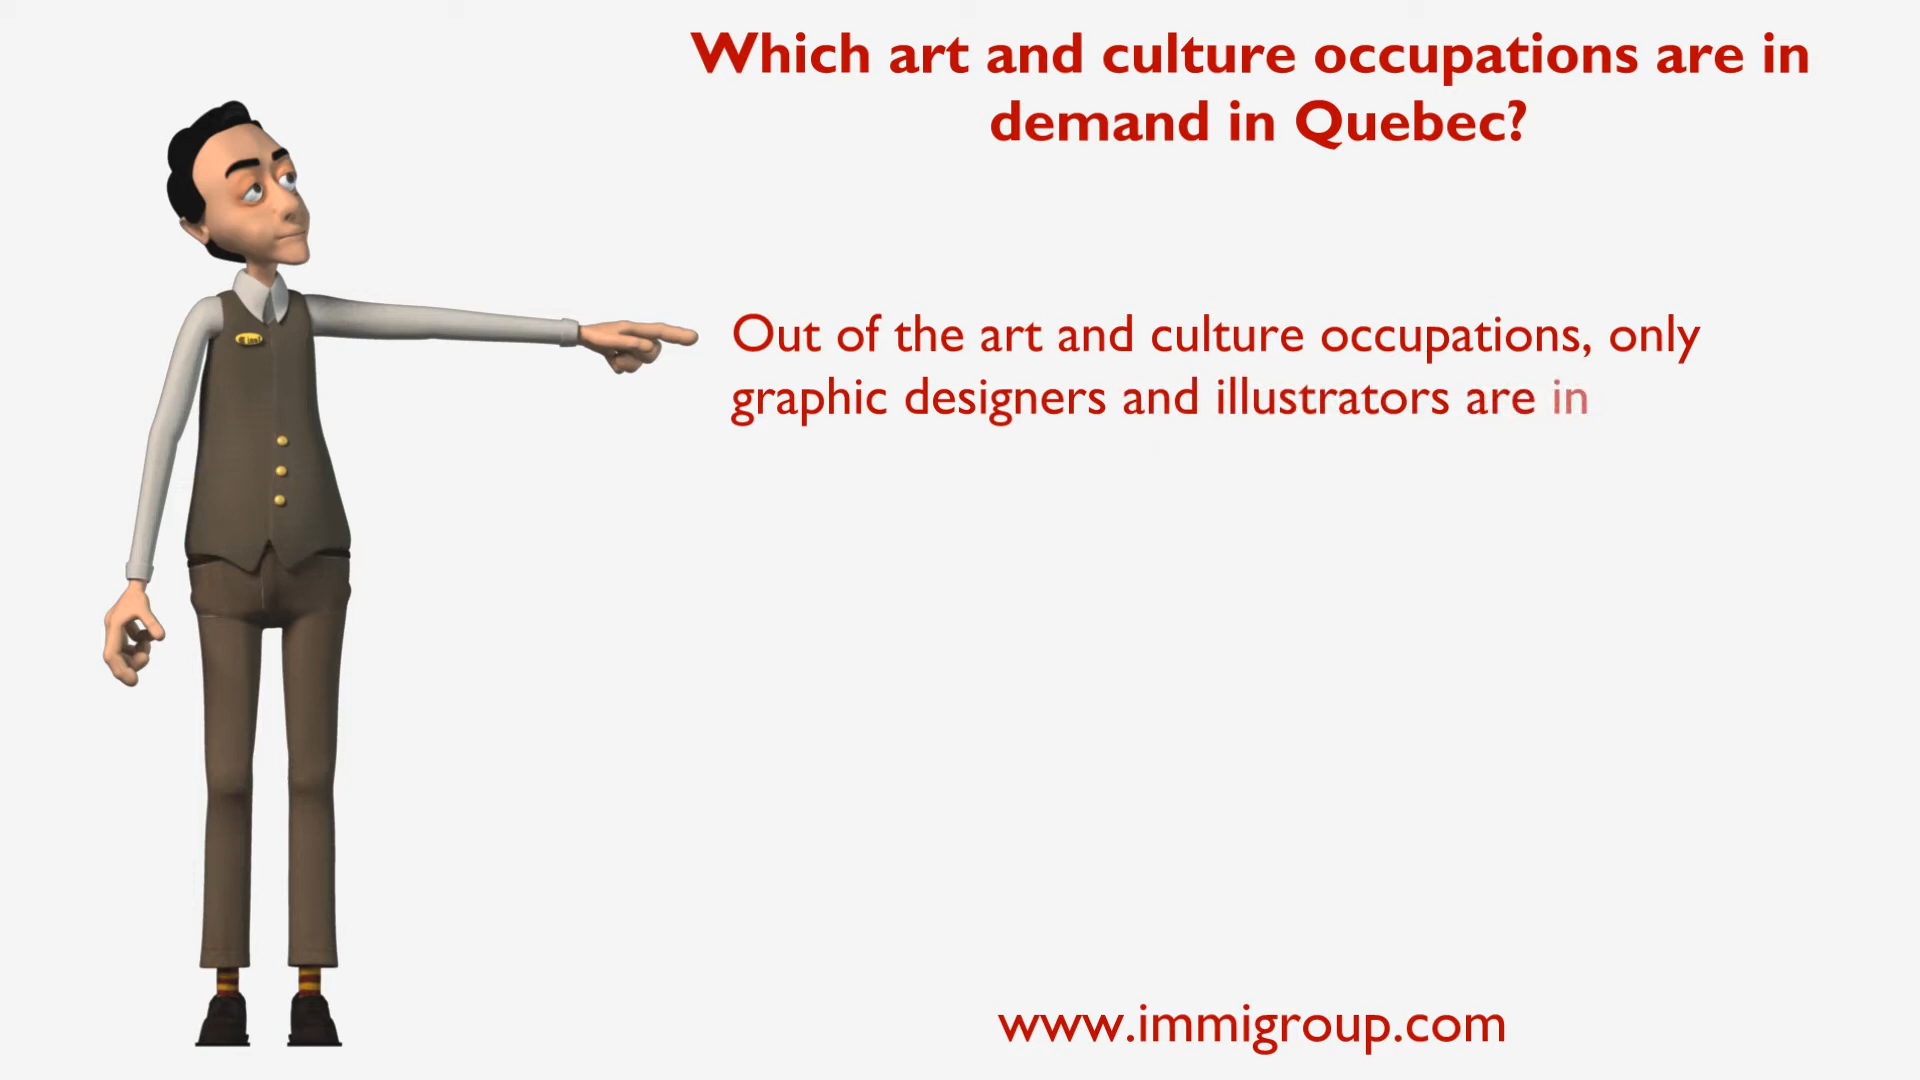 Which art and culture occupations are in
demand in Quebec?
Out of the art and culture occupations, only
graphic designers and illustrators are in
www.immigroup.com